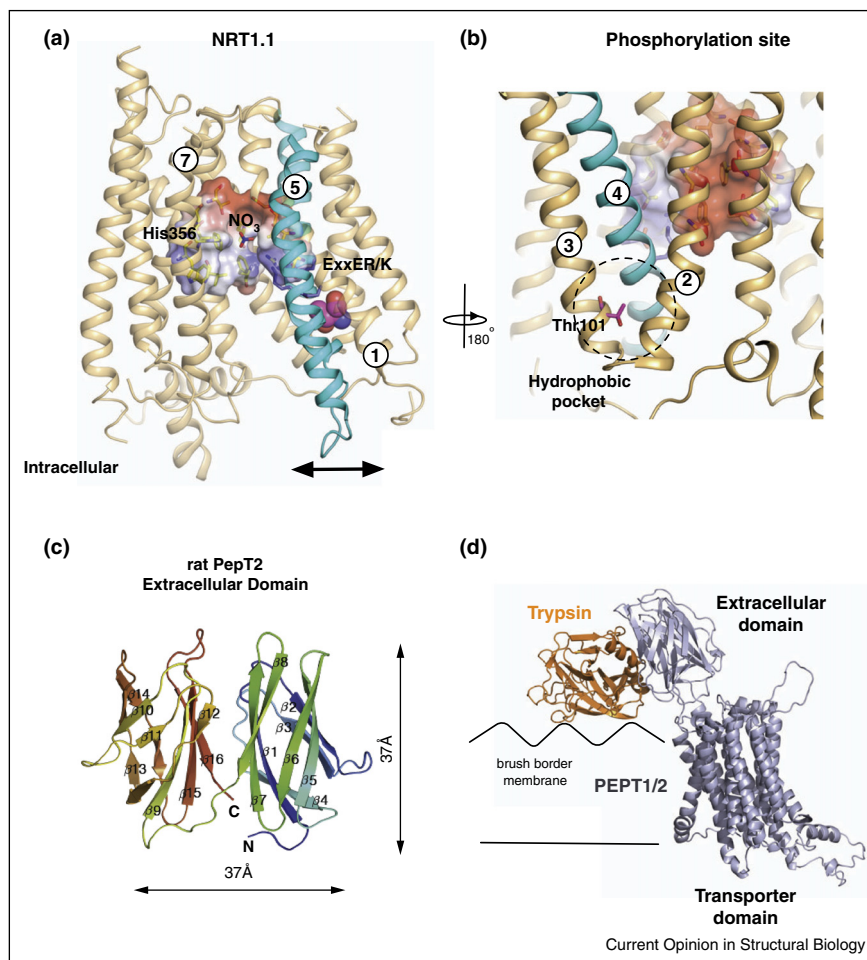 (a)
NRT1.1
7
5
NO3
His356
ExxER/K
1
Intracellular
(b)
Phosphorylation site
4
3
2
Thr101
Hydrophobic
pocket
180°
(c)
rat PepT2
Extracellular Domain
β14
β10
β11
β12
β13
β16
β15
β9
C
β8
β2
β3
β1
β6
β5
β7
β4
N
37Å
37Å
(d)
Trypsin
Extracellular
domain
brush border
membrane
PEPT1/2
Transporter
domain
Current Opinion in Structural Biology